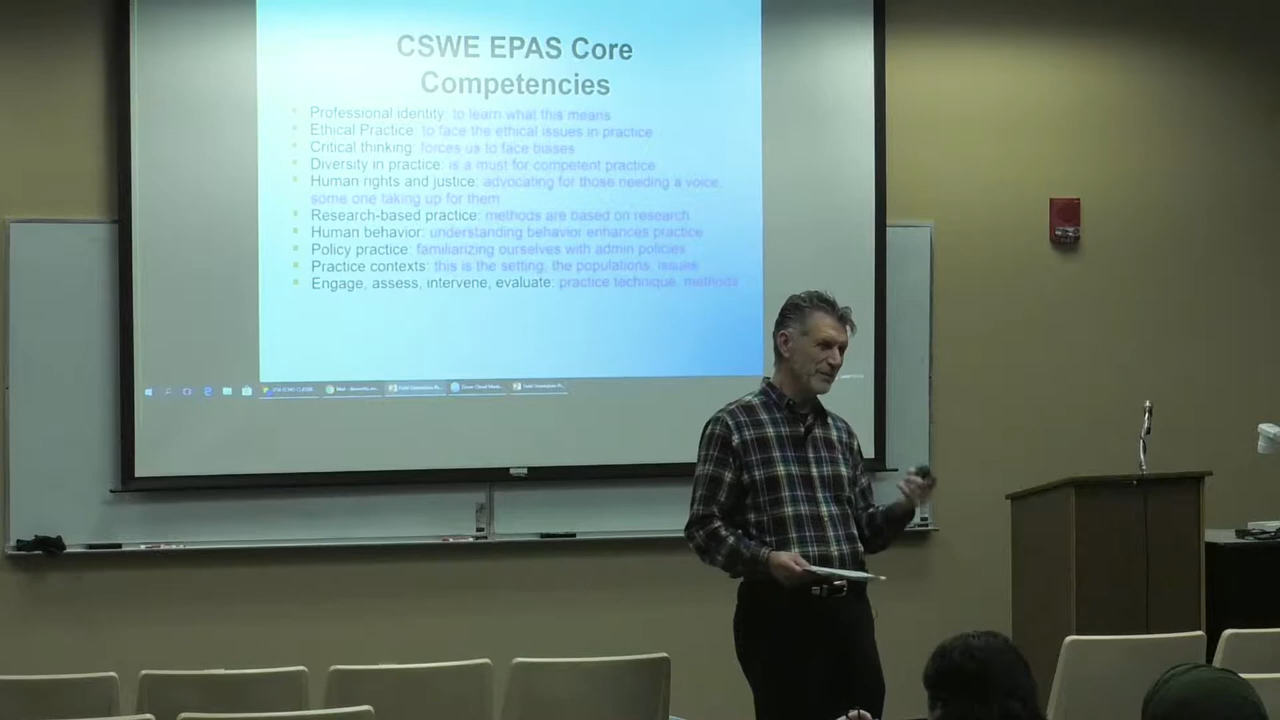 CSWE EPAS Core
Competencies
Professional identity: to learn what this means
Ethical Practice: to face the ethical issues in practice
Critical thinking: forces us to face biases
Diversity in practice: is a must for competent practice
Human rights and justice: advocating for those needing a voice,
some one taking up for them
Research-based practice: methods are based on research
Human behavior: understanding behavior enhances practice
Policy practice: familiarizing ourselves with admin policies
Practice contexts: this is the setting, the populations, issues
Engage, assess, intervene, evaluate: practice technique, methods